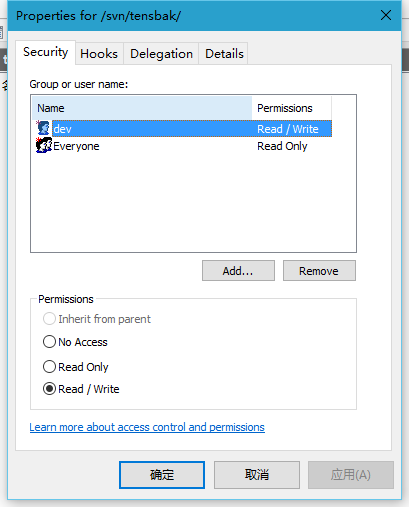 Properties for /svn/tensbak/
Security Hooks Delegation Details
Group or user name:
Name Permissions
dev Read / Write
Everyone Read Only
Add... Remove
Permissions
Inherit from parent
No Access
Read Only
Read / Write
Learn more about access control and permissions
确定 取消 应用(A)